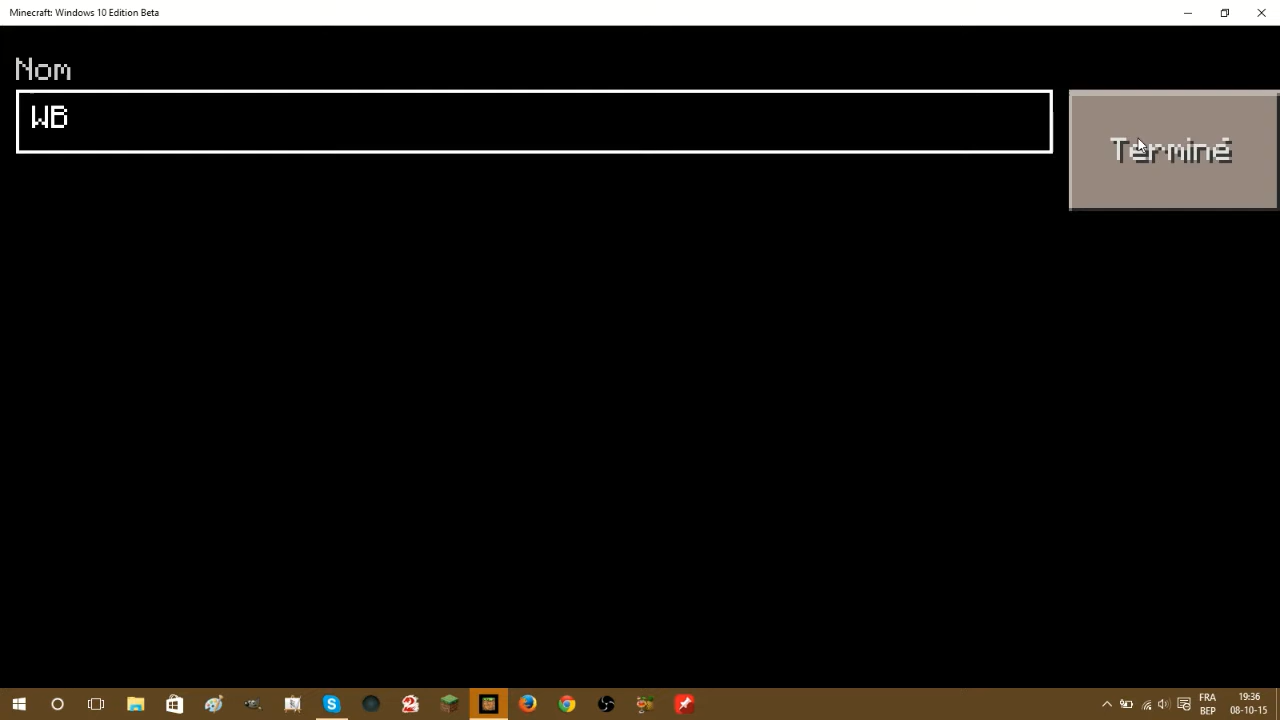 Minecraft: Windows 10 Edition Beta
Nom
WB
Terminé
FRA
BEP
19:36
08-10-15